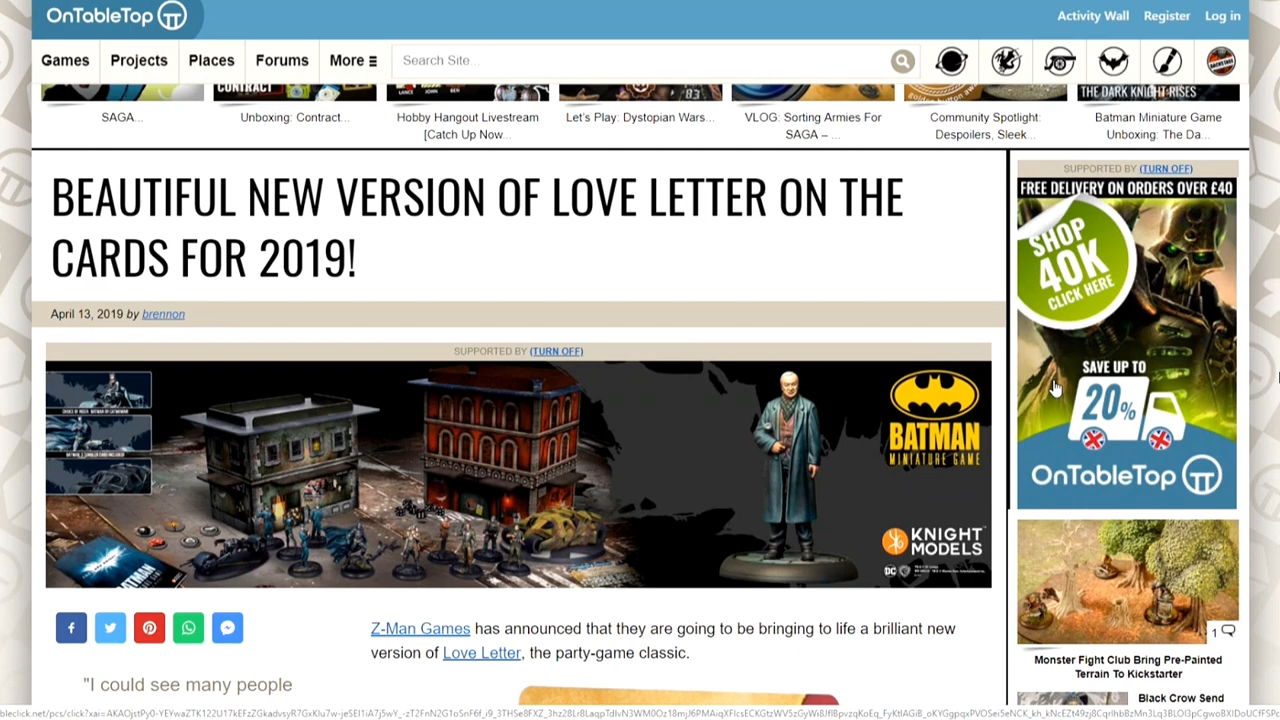 OnTableTop
Activity Wall Register Log in
Games Projects Places Forums More
Search Site...
CONTRACT
THE DARK KNIGHT RISES
SAGA...
Unboxing: Contract...
Hobby Hangout Livestream
[Catch Up Now...
Let's Play: Dystopian Wars...
VLOG: Sorting Armies For
SAGA – ...
Community Spotlight:
Despoilers, Sleek...
Batman Miniature Game
Unboxing: The Da...
BEAUTIFUL NEW VERSION OF LOVE LETTER ON THE
CARDS FOR 2019!
April 13, 2019 by brennon
SUPPORTED BY (TURN OFF)
BATMAN
MINIATURE GAME
KNIGHT
MODELS
Z-Man Games has announced that they are going to be bringing to life a brilliant new
version of Love Letter, the party-game classic.
"I could see many people
SUPPORTED BY (TURN OFF)
FREE DELIVERY ON ORDERS OVER £40
SHOP
40K
CLICK HERE
SAVE UP TO
20%
OnTableTop
1
Monster Fight Club Bring Pre-Painted
Terrain To Kickstarter
Black Crow Send